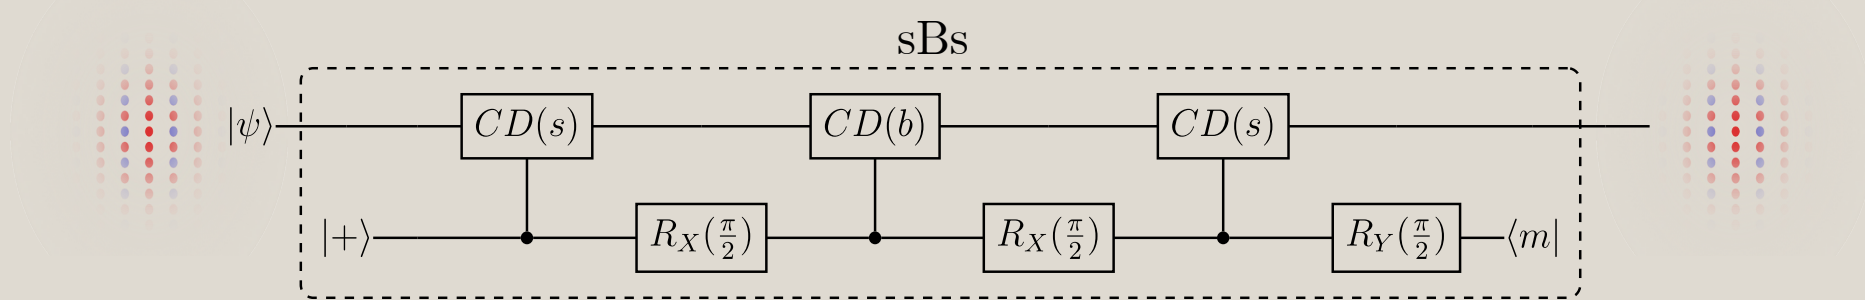 sBs
|ψ⟩ CD(s) CD(b) CD(s)
|+⟩ R_X(π/2) R_X(π/2) R_Y(π/2) ⟨m|